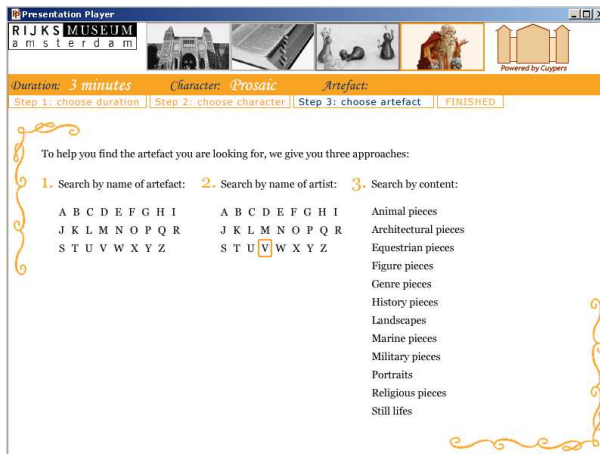 Presentation Player
RIJKS MUSEUM
amsterdam
Powered by Cuypers
Duration: 3 minutes Character: Prosaic Artefact:
Step 1: choose duration Step 2: choose character Step 3: choose artefact FINISHED
To help you find the artefact you are looking for, we give you three approaches:
1. Search by name of artefact:
A B C D E F G H I
J K L M N O P Q R
S T U V W X Y Z
2. Search by name of artist:
A B C D E F G H I
J K L M N O P Q R
S T U V W X Y Z
3. Search by content:
Animal pieces
Architectural pieces
Equestrian pieces
Figure pieces
Genre pieces
History pieces
Landscapes
Marine pieces
Military pieces
Portraits
Religious pieces
Still lifes